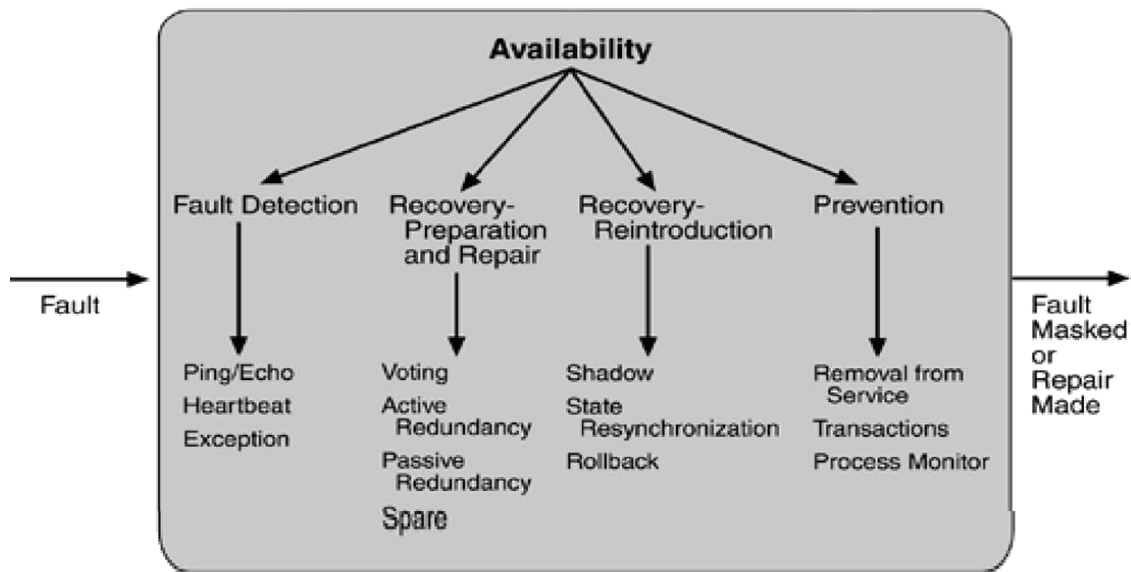 Availability
Fault Detection
Recovery-
Preparation
and Repair
Recovery-
Reintroduction
Prevention
Fault
Fault
Masked
or
Repair
Made
Ping/Echo
Heartbeat
Exception
Voting
Active
Redundancy
Passive
Redundancy
Spare
Shadow
State
Resynchronization
Rollback
Removal from
Service
Transactions
Process Monitor